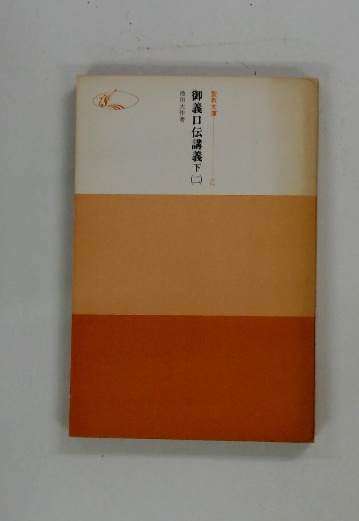 聖教文庫
御義口伝講義 下(二)
池田大作著